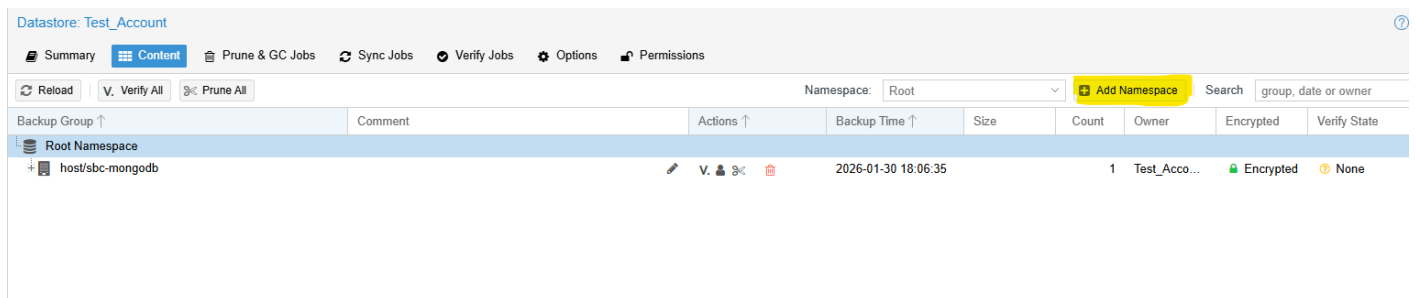 Datastore: Test_Account
Summary Content Prune & GC Jobs Sync Jobs Verify Jobs Options Permissions
Reload V. Verify All Prune All Namespace: Root Add Namespace Search group, date or owner
Backup Group ↑ Comment Actions ↑ Backup Time ↑ Size Count Owner Encrypted Verify State
Root Namespace
host/sbc-mongodb V. 2026-01-30 18:06:35 1 Test_Acco... Encrypted None